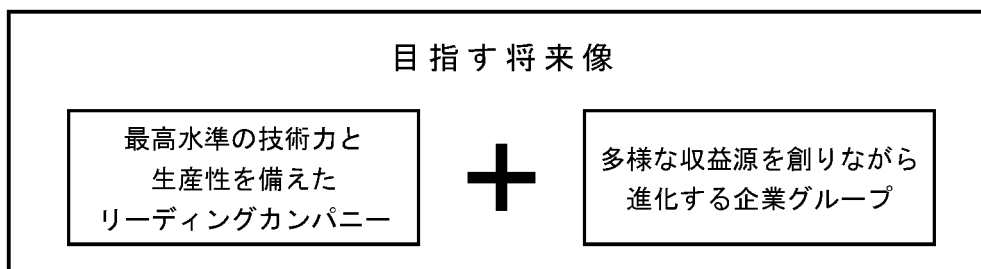 目指す将来像
最高水準の技術力と
生産性を備えた
リーディングカンパニー
+
多様な収益源を創りながら
進化する企業グループ